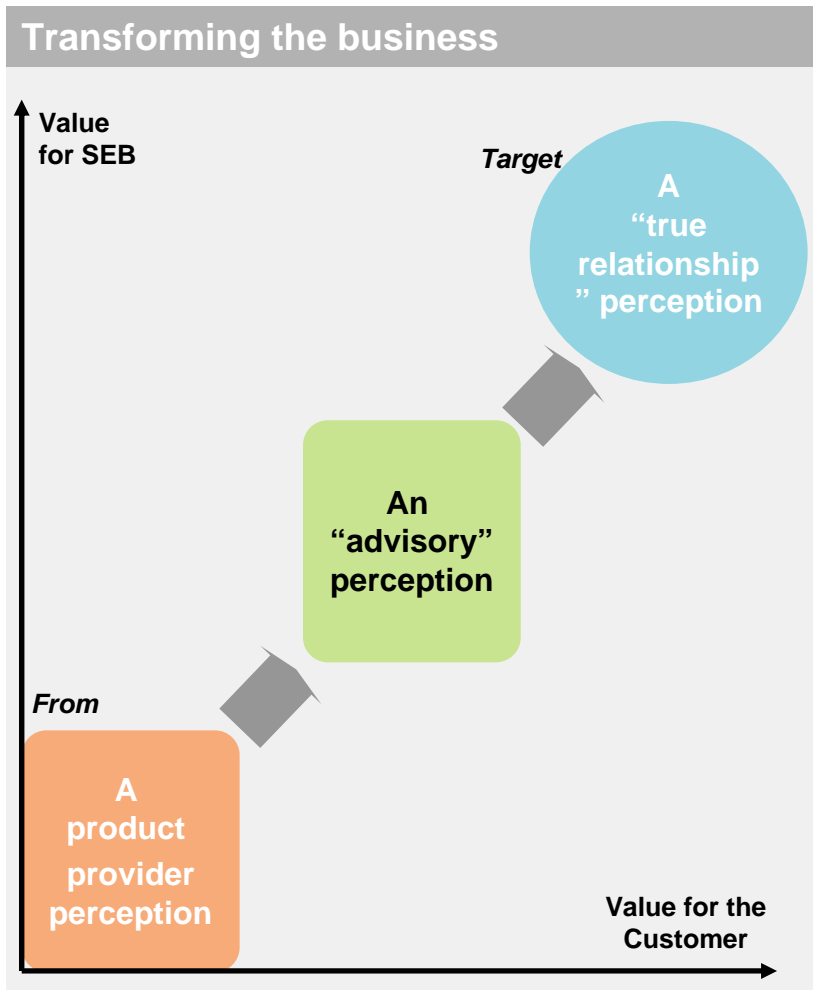 Transforming the business
Value
for SEB
Target
A
“true
relationship
” perception
An
“advisory”
perception
From
A
product
provider
perception
Value for the
Customer